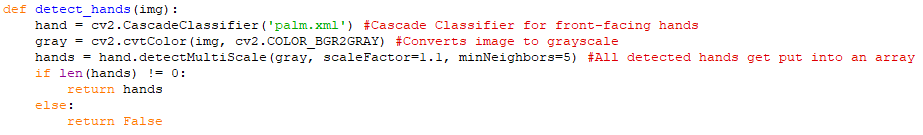 def detect_hands(img):
    hand = cv2.CascadeClassifier('palm.xml') #Cascade Classifier for front-facing hands
    gray = cv2.cvtColor(img, cv2.COLOR_BGR2GRAY) #Converts image to grayscale
    hands = hand.detectMultiScale(gray, scaleFactor=1.1, minNeighbors=5) #All detected hands get put into an array
    if len(hands) != 0:
        return hands
    else:
        return False